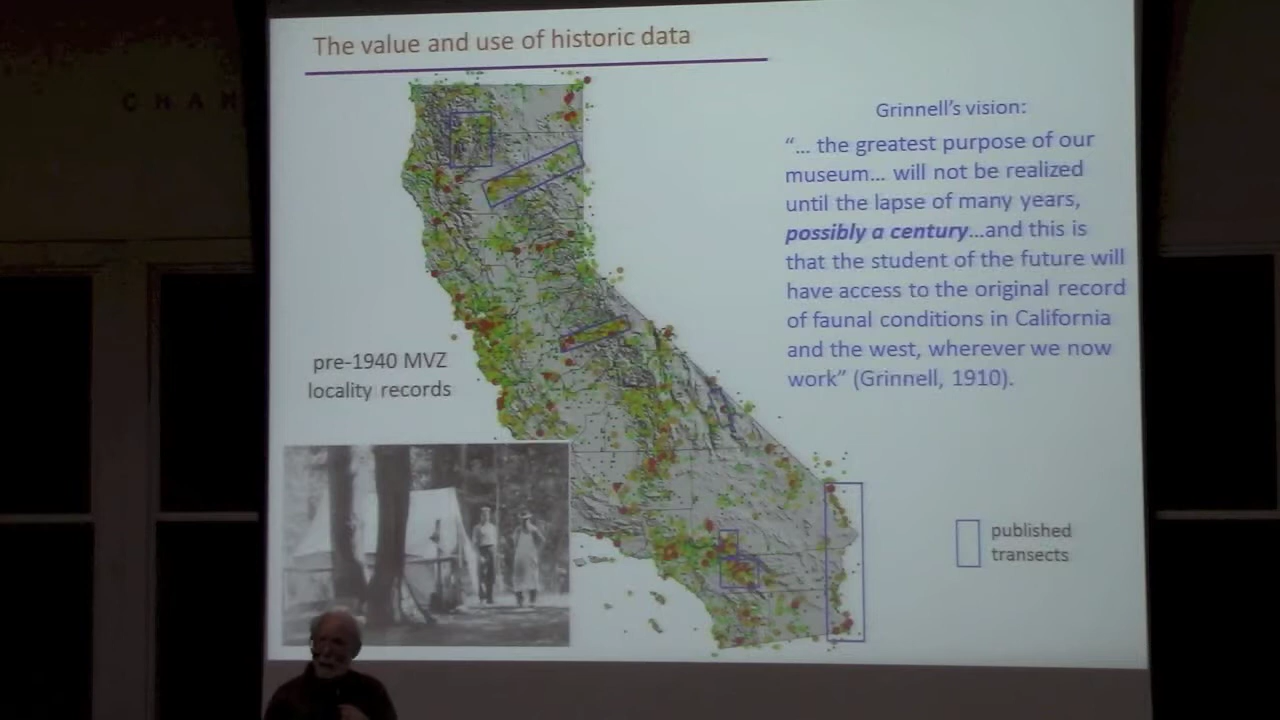 The value and use of historic data
CHAM
Grinnell's vision:
"... the greatest purpose of our
museum... will not be realized
until the lapse of many years,
possibly a century...and this is
that the student of the future will
have access to the original record
of faunal conditions in California
and the west, wherever we now
work" (Grinnell, 1910).
pre-1940 MVZ
locality records
published
transects